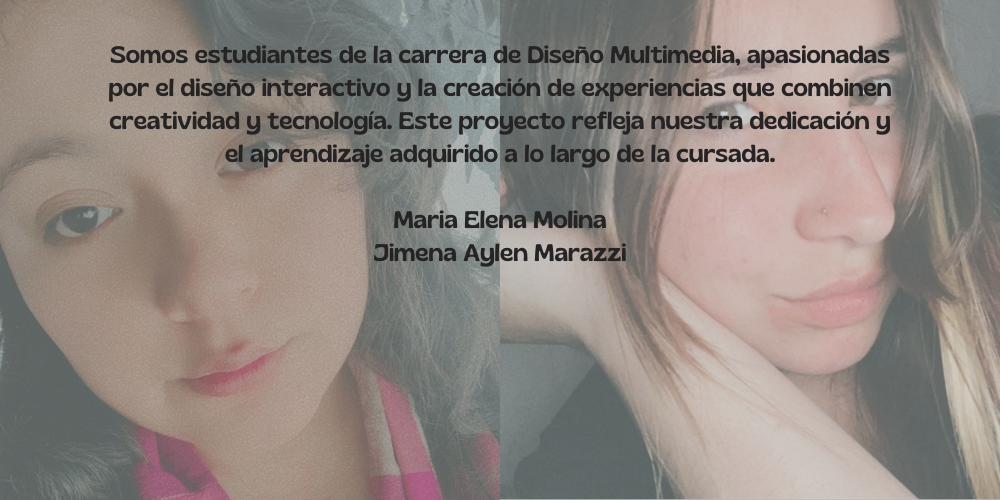 Somos estudiantes de la carrera de Diseño Multimedia, apasionadas
por el diseño interactivo y la creación de experiencias que combinen
creatividad y tecnología. Este proyecto refleja nuestra dedicación y
el aprendizaje adquirido a lo largo de la cursada.
Maria Elena Molina
Jimena Aylen Marazzi